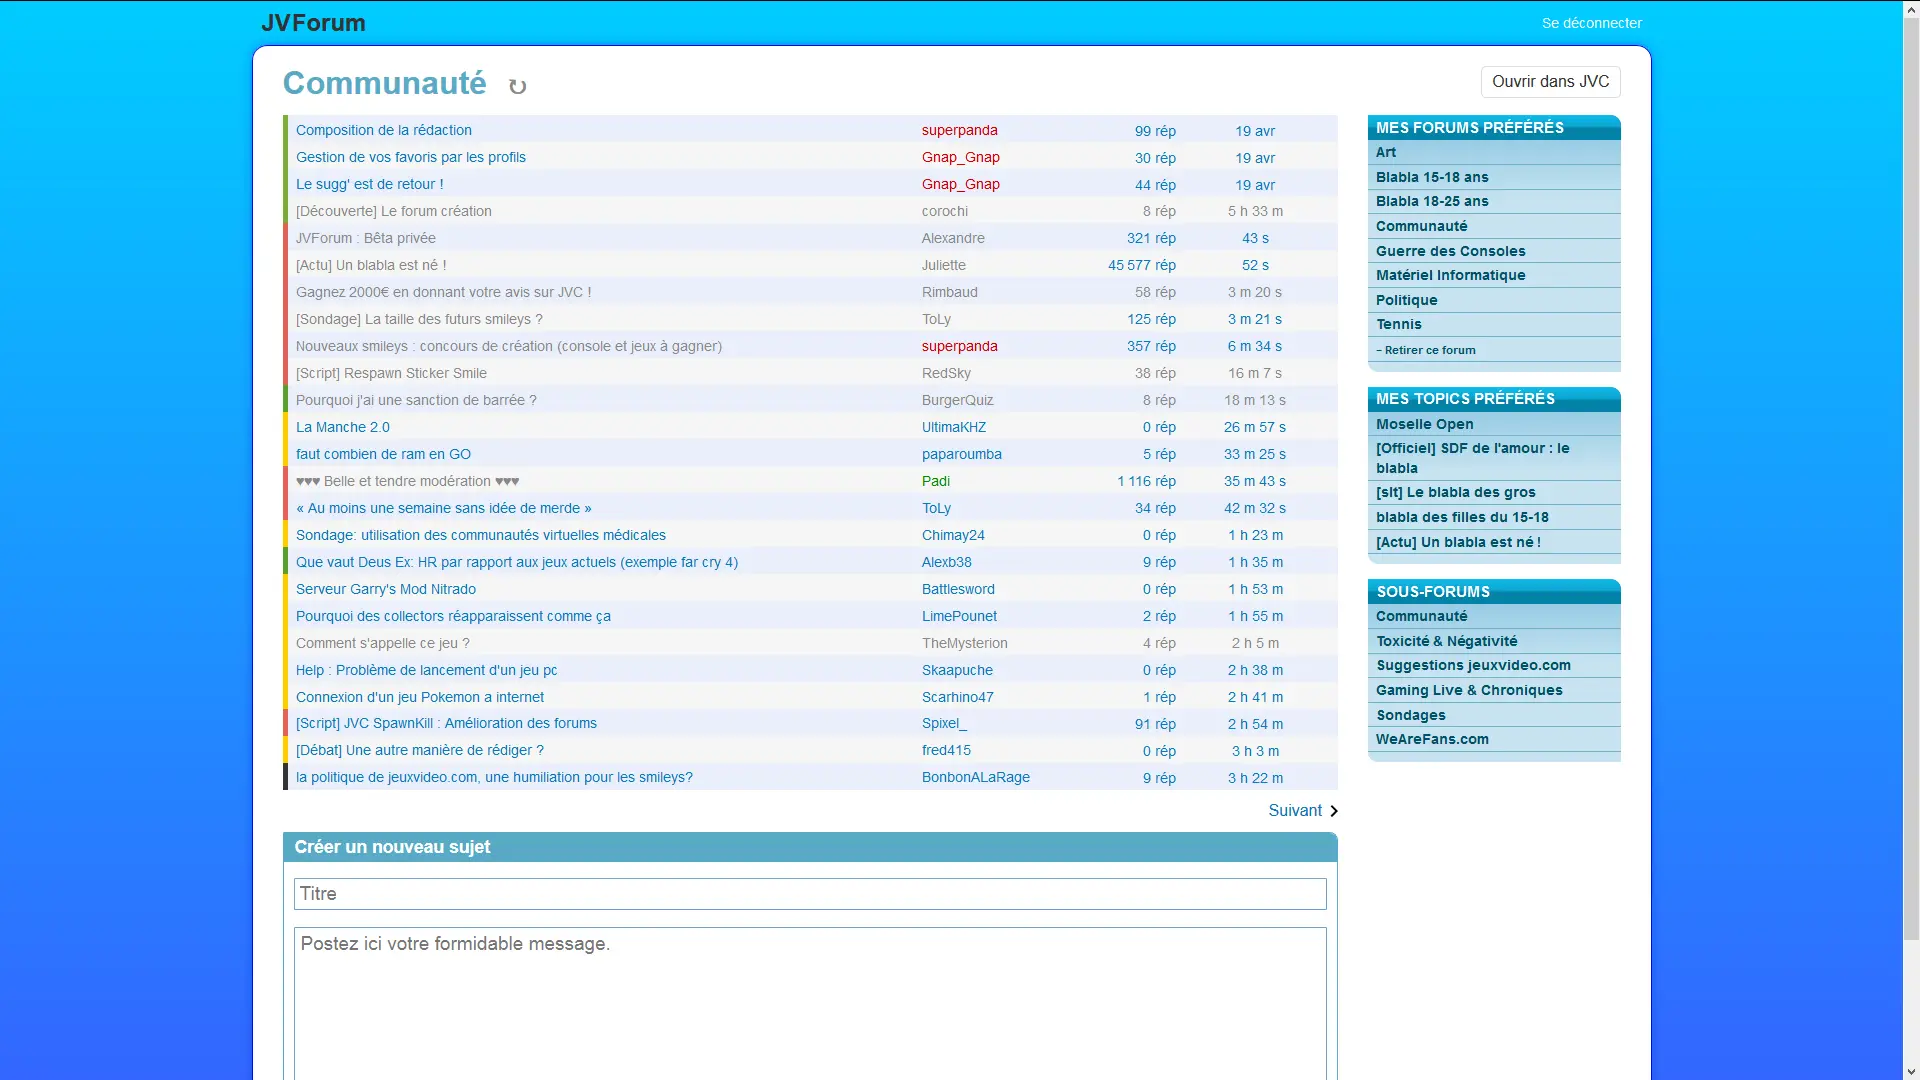 JVForum
Se déconnecter
Communauté ↻
Ouvrir dans JVC
Composition de la rédaction superpanda 99 rép 19 avr
Gestion de vos favoris par les profils Gnap_Gnap 30 rép 19 avr
Le sugg' est de retour ! Gnap_Gnap 44 rép 19 avr
[Découverte] Le forum création corochi 8 rép 5 h 33 m
JVForum : Bêta privée Alexandre 321 rép 43 s
[Actu] Un blabla est né ! Juliette 45 577 rép 52 s
Gagnez 2000€ en donnant votre avis sur JVC ! Rimbaud 58 rép 3 m 20 s
[Sondage] La taille des futurs smileys ? ToLy 125 rép 3 m 21 s
Nouveaux smileys : concours de création (console et jeux à gagner) superpanda 357 rép 6 m 34 s
[Script] Respawn Sticker Smile RedSky 38 rép 16 m 7 s
Pourquoi j'ai une sanction de barrée ? BurgerQuiz 8 rép 18 m 13 s
La Manche 2.0 UltimaKHZ 0 rép 26 m 57 s
faut combien de ram en GO paparoumba 5 rép 33 m 25 s
♥♥♥ Belle et tendre modération ♥♥♥ Padi 1 116 rép 35 m 43 s
« Au moins une semaine sans idée de merde » ToLy 34 rép 42 m 32 s
Sondage: utilisation des communautés virtuelles médicales Chimay24 0 rép 1 h 23 m
Que vaut Deus Ex: HR par rapport aux jeux actuels (exemple far cry 4) Alexb38 9 rép 1 h 35 m
Serveur Garry's Mod Nitrado Battlesword 0 rép 1 h 53 m
Pourquoi des collectors réapparaissent comme ça LimePounet 2 rép 1 h 55 m
Comment s'appelle ce jeu ? TheMysterion 4 rép 2 h 5 m
Help : Problème de lancement d'un jeu pc Skaapuche 0 rép 2 h 38 m
Connexion d'un jeu Pokemon a internet Scarhino47 1 rép 2 h 41 m
[Script] JVC SpawnKill : Amélioration des forums Spixel_ 91 rép 2 h 54 m
[Débat] Une autre manière de rédiger ? fred415 0 rép 3 h 3 m
la politique de jeuxvideo.com, une humiliation pour les smileys? BonbonALaRage 9 rép 3 h 22 m
Suivant
Créer un nouveau sujet
Titre
Postez ici votre formidable message.
MES FORUMS PRÉFÉRÉS
Art
Blabla 15-18 ans
Blabla 18-25 ans
Communauté
Guerre des Consoles
Matériel Informatique
Politique
Tennis
– Retirer ce forum
MES TOPICS PRÉFÉRÉS
Moselle Open
[Officiel] SDF de l'amour : le
blabla
[slt] Le blabla des gros
blabla des filles du 15-18
[Actu] Un blabla est né !
SOUS-FORUMS
Communauté
Toxicité & Négativité
Suggestions jeuxvideo.com
Gaming Live & Chroniques
Sondages
WeAreFans.com